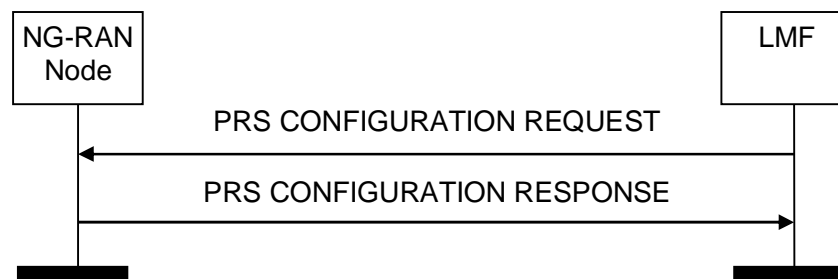 NG-RAN
Node
LMF
PRS CONFIGURATION REQUEST
PRS CONFIGURATION RESPONSE